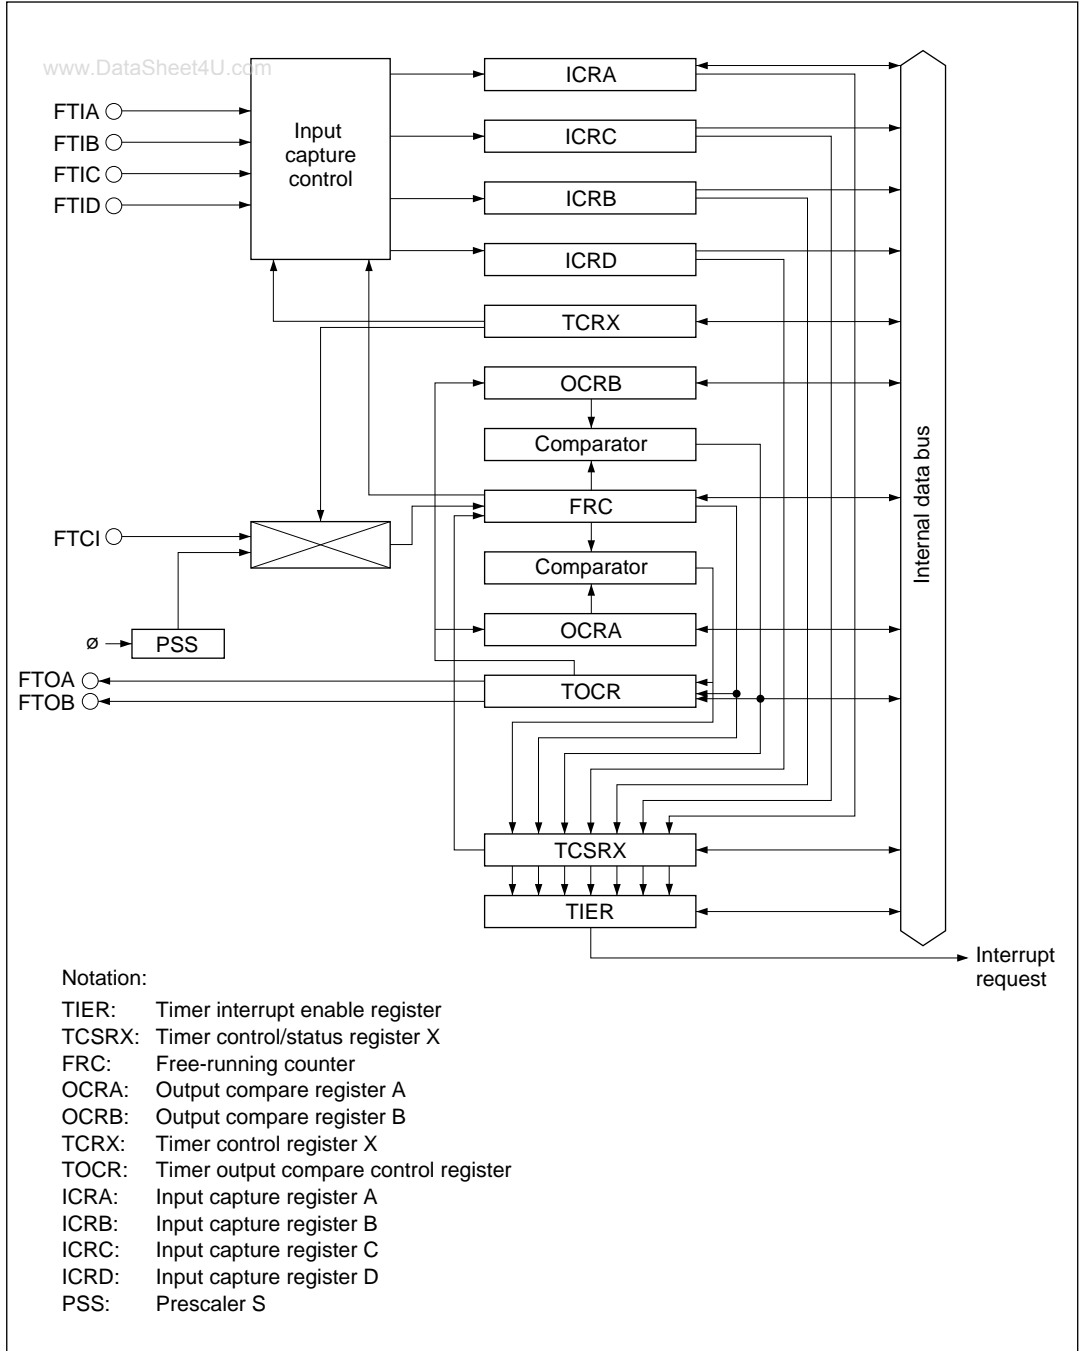 www.DataSheet4U.com
FTIA
FTIB
FTIC
FTID
Input
capture
control
ICRA
ICRC
ICRB
ICRD
TCRX
OCRB
Comparator
FRC
Comparator
OCRA
TOCR
TCSRX
TIER
FTCI
ø
PSS
FTOA
FTOB
Internal data bus
Interrupt
request
Notation:
TIER: Timer interrupt enable register
TCSRX: Timer control/status register X
FRC: Free-running counter
OCRA: Output compare register A
OCRB: Output compare register B
TCRX: Timer control register X
TOCR: Timer output compare control register
ICRA: Input capture register A
ICRB: Input capture register B
ICRC: Input capture register C
ICRD: Input capture register D
PSS: Prescaler S